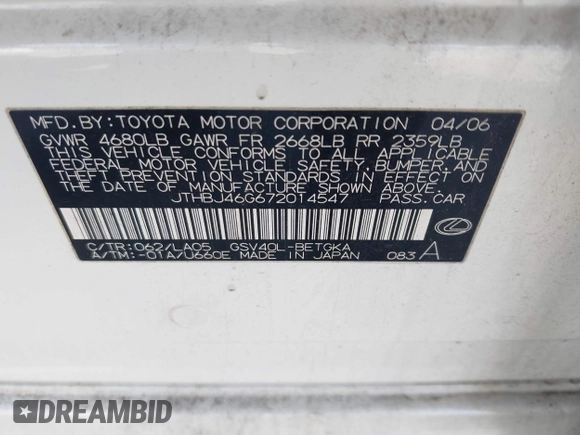 MFD. BY: TOYOTA MOTOR CORPORATION 04/06
GVWR 4680LB GAWR FR 2668LB RR 2359LB
THIS VEHICLE CONFORMS TO ALL APPLICABLE
FEDERAL MOTOR VEHICLE SAFETY, BUMPER, AND
THEFT PREVENTION STANDARDS IN EFFECT ON
THE DATE OF MANUFACTURE SHOWN ABOVE.
JTHBJ46G672014547 PASS.CAR
C/TR:062/LA05 GSV40L-BETGKA
A/TM:-01A/U660E MADE IN JAPAN 083 A
DREAMBID